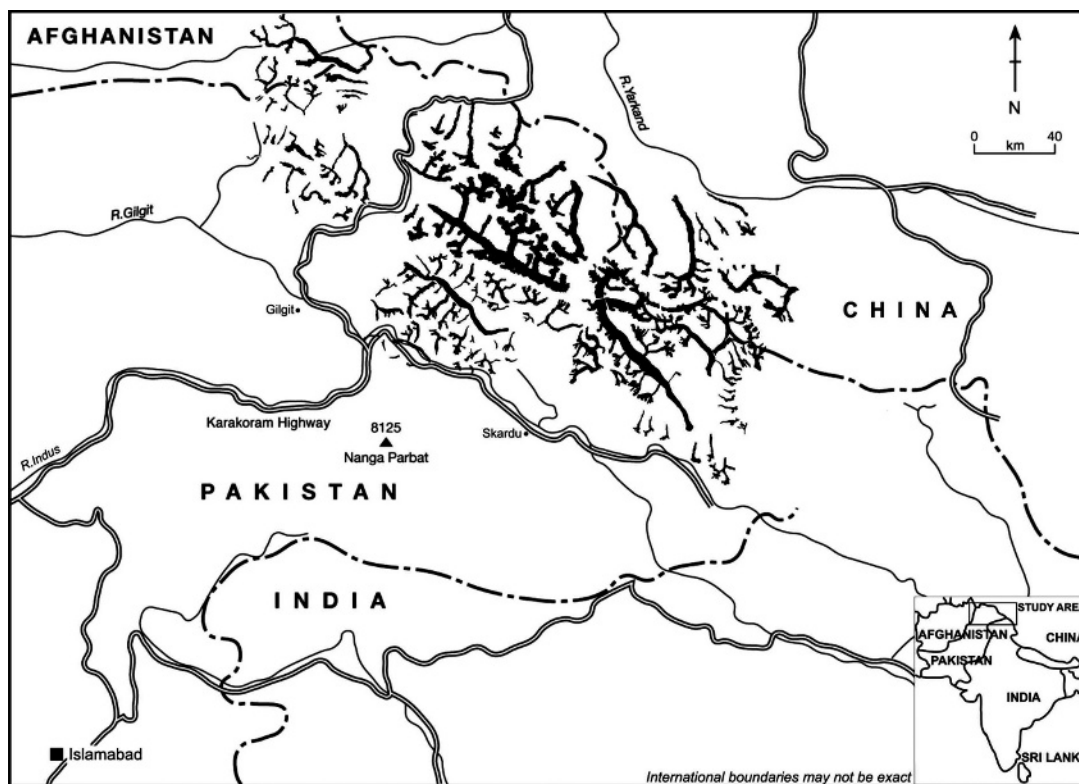 AFGHANISTAN
R.Yarkand
N
0 40
km
R.Gilgit
Gilgit
CHINA
Karakoram Highway
8125
Nanga Parbat
Skardu
R.Indus
PAKISTAN
INDIA
STUDY AREA
AFGHANISTAN
CHINA
PAKISTAN
INDIA
SRI LANK
Islamabad
International boundaries may not be exact